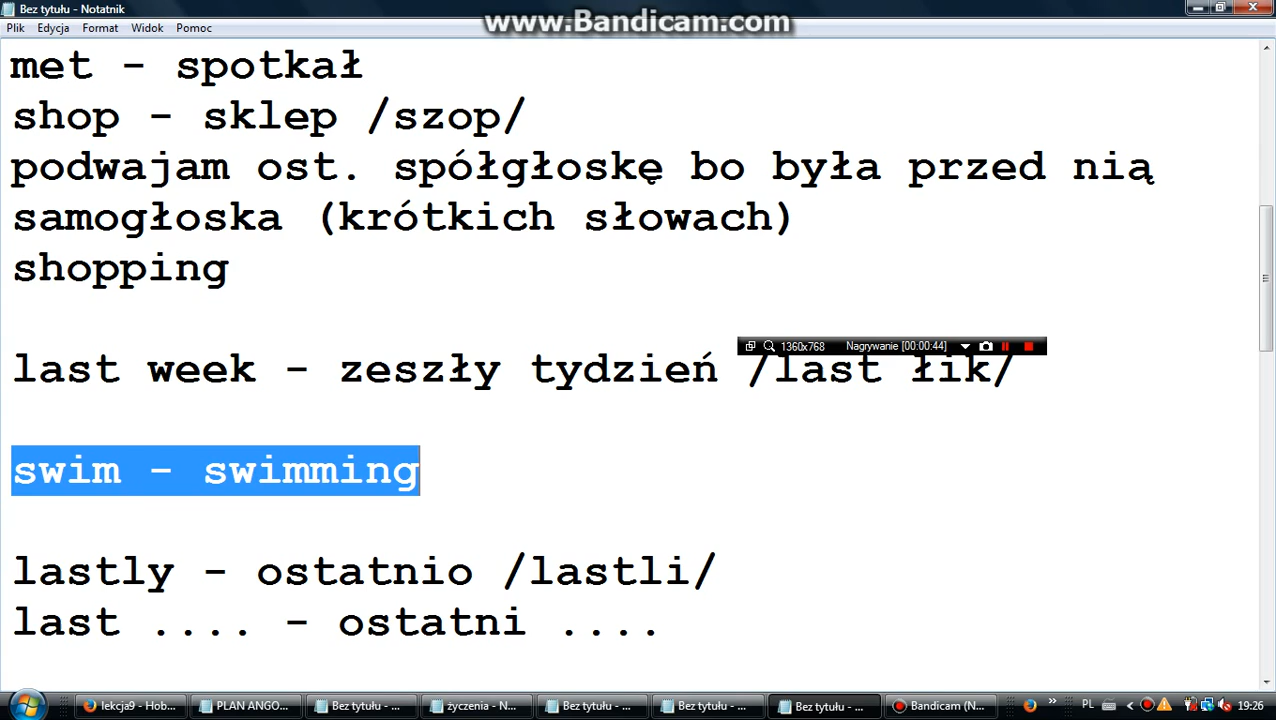 Bez tytułu - Notatnik
www.Bandicam.com
Plik Edycja Format Widok Pomoc
met - spotkał
shop - sklep /szop/
podwajam ost. spółgłoskę bo była przed nią
samogłoska (krótkich słowach)
shopping
1360x768 Nagrywanie [00:00:44]
last week - zeszły tydzień /last łik/
swim - swimming
lastly - ostatnio /lastli/
last .... - ostatni ....
lekcja9 - Hob... PLAN ANGO... Bez tytułu - ... życzenia - N... Bez tytułu - ... Bez tytułu - ... Bez tytułu - ... Bandicam (N... PL 19:26